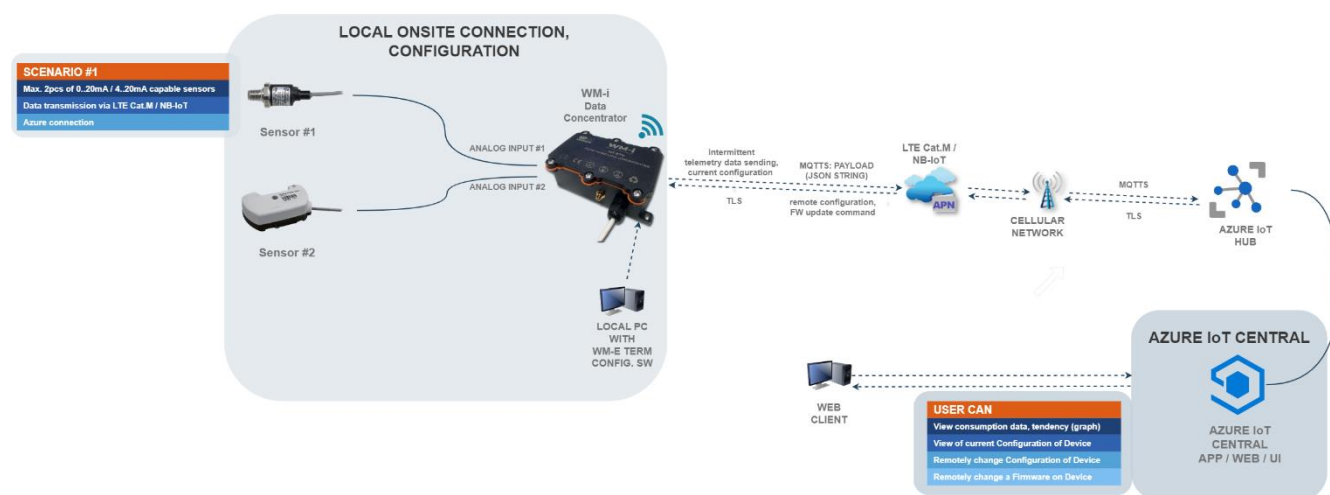 LOCAL ONSITE CONNECTION,
CONFIGURATION
SCENARIO #1
Max. 2pcs of 0..20mA / 4..20mA capable sensors
Data transmission via LTE Cat.M / NB-IoT
Azure connection
Sensor #1
Sensor #2
ANALOG INPUT #1
ANALOG INPUT #2
WM-i
Data
Concentrator
WM-i
LOCAL PC
WITH
WM-E TERM
CONFIG. SW
Intermittent
telemetry data sending,
current configuration
TLS
MQTTS: PAYLOAD
(JSON STRING)
remote configuration,
FW update command
LTE Cat.M /
NB-IoT
APN
CELLULAR
NETWORK
MQTTS
TLS
AZURE IoT
HUB
WEB
CLIENT
USER CAN
View consumption data, tendency (graph)
View of current Configuration of Device
Remotely change Configuration of Device
Remotely change a Firmware on Device
AZURE IoT CENTRAL
AZURE IoT
CENTRAL
APP / WEB / UI